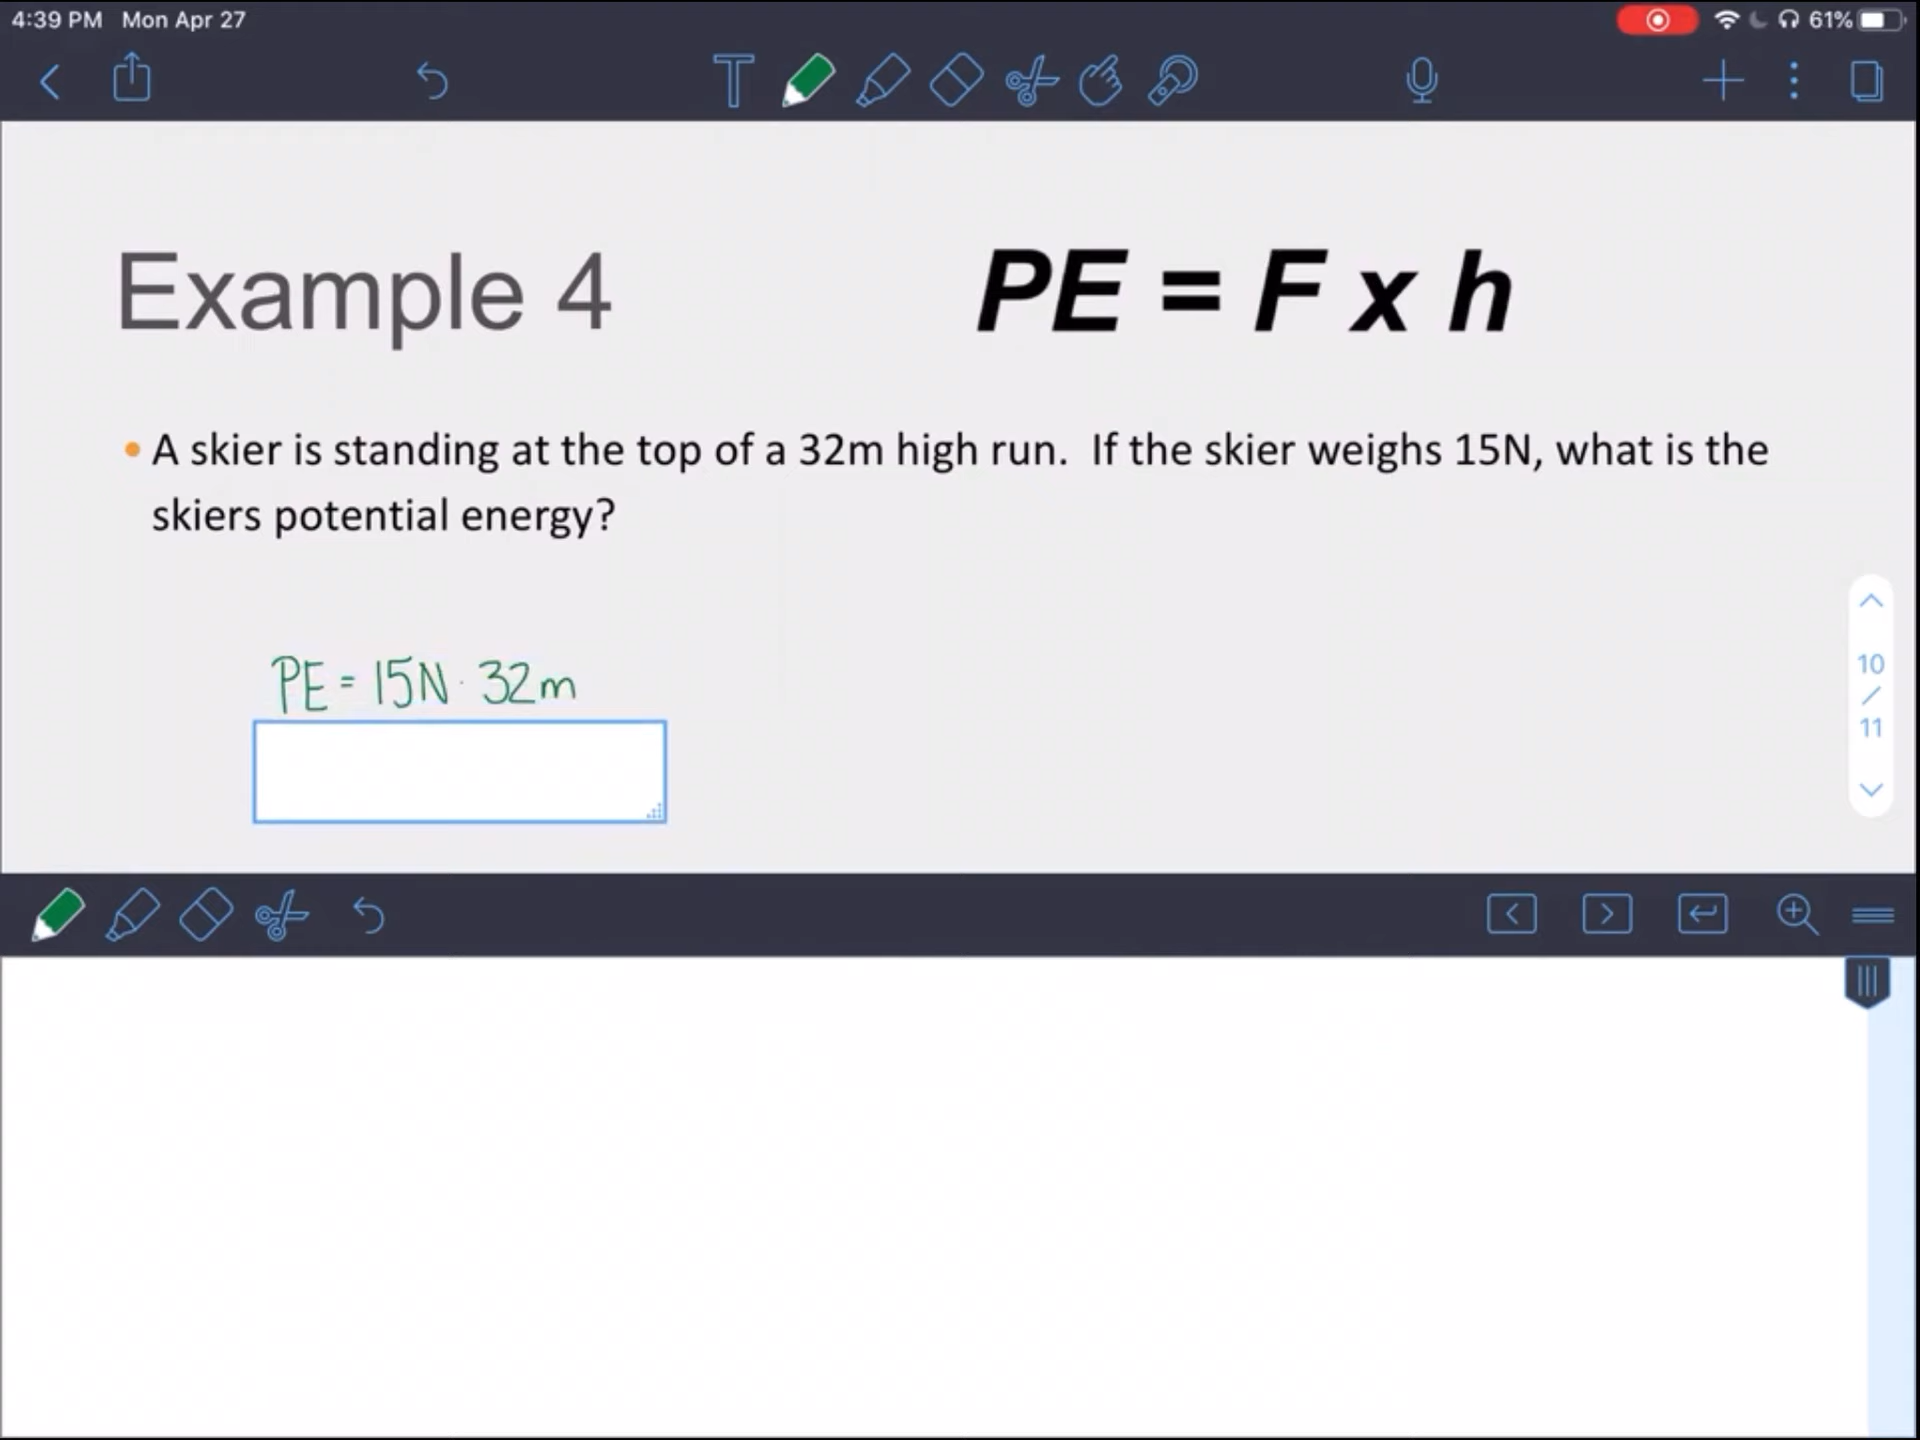 4:39 PM Mon Apr 27
61%
T
Example 4
PE = F x h
• A skier is standing at the top of a 32m high run. If the skier weighs 15N, what is the
skiers potential energy?
PE = 15N · 32m
10
/
11